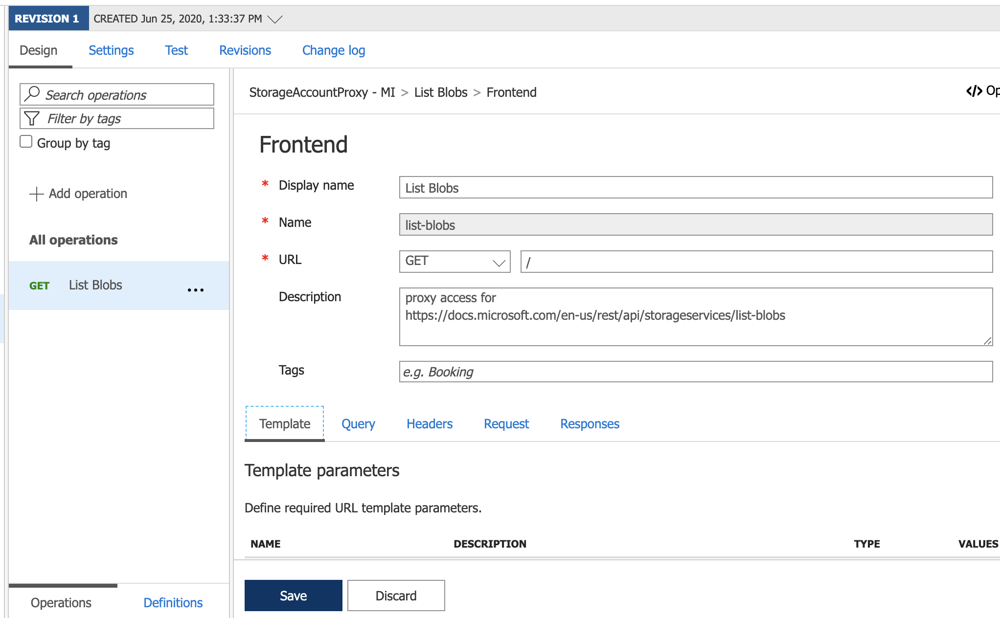 REVISION 1 CREATED Jun 25, 2020, 1:33:37 PM
Design Settings Test Revisions Change log
Search operations
Filter by tags
Group by tag
Add operation
All operations
GET List Blobs ...
Operations Definitions
StorageAccountProxy - MI > List Blobs > Frontend
</> Op
Frontend
* Display name List Blobs
* Name list-blobs
* URL GET /
Description proxy access for
https://docs.microsoft.com/en-us/rest/api/storageservices/list-blobs
Tags e.g. Booking
Template Query Headers Request Responses
Template parameters
Define required URL template parameters.
NAME DESCRIPTION TYPE VALUES
Save Discard